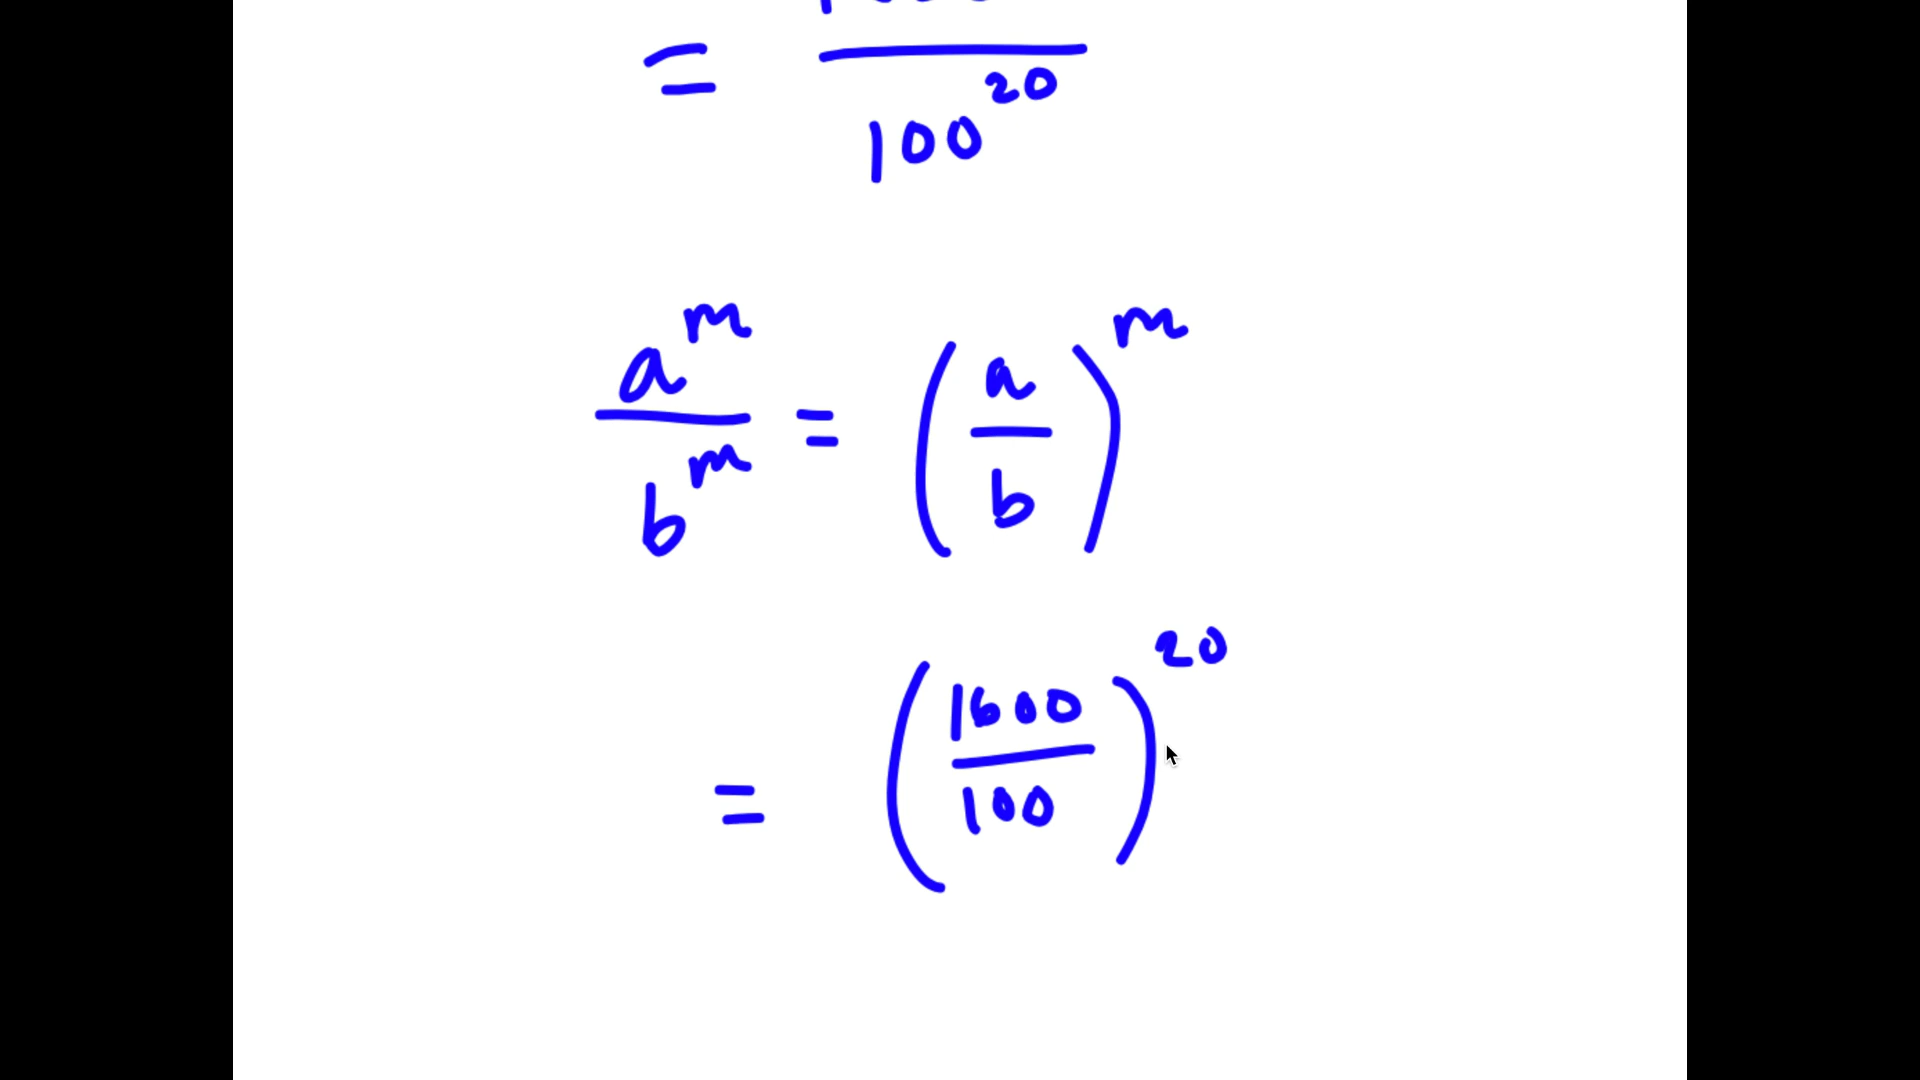 = ――― / 100^20
a^m / b^m = (a / b)^m
= (1600 / 100)^20